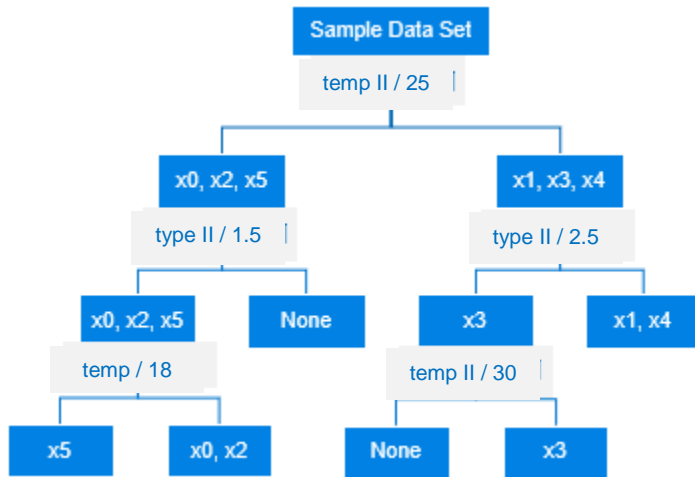 Sample Data Set
temp II / 25
x0, x2, x5
x1, x3, x4
type II / 1.5
type II / 2.5
x0, x2, x5
None
x3
x1, x4
temp / 18
temp II / 30
x5
x0, x2
None
x3